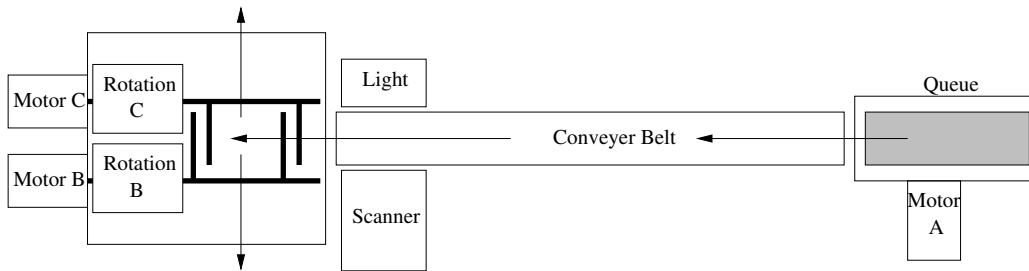 Motor C
Rotation
C
Motor B
Rotation
B
Light
Scanner
Conveyer Belt
Queue
Motor
A